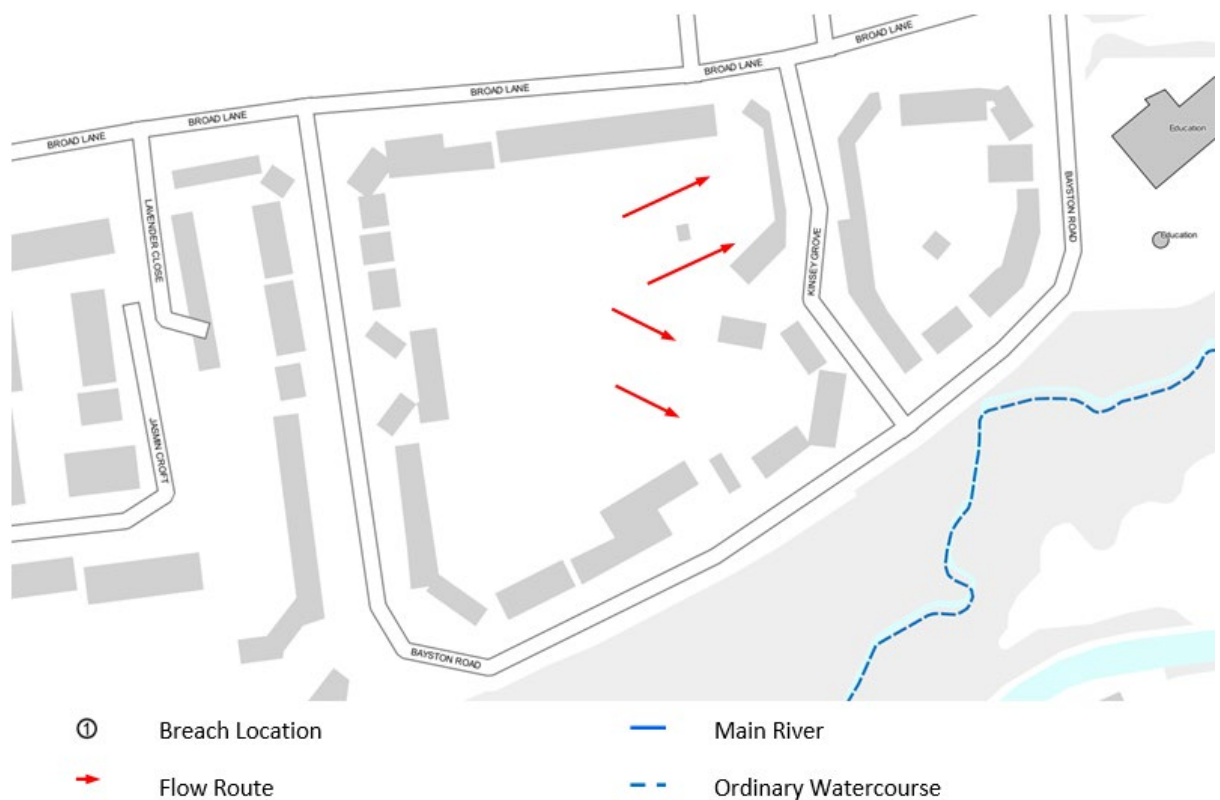 BROAD LANE
BROAD LANE
BROAD LANE
BROAD LANE
BROAD LANE
LAVENDER CLOSE
JASMIN CROFT
KINSEY GROVE
BAYSTON ROAD
BAYSTON ROAD
Education
Education
① Breach Location
Main River
Flow Route
Ordinary Watercourse